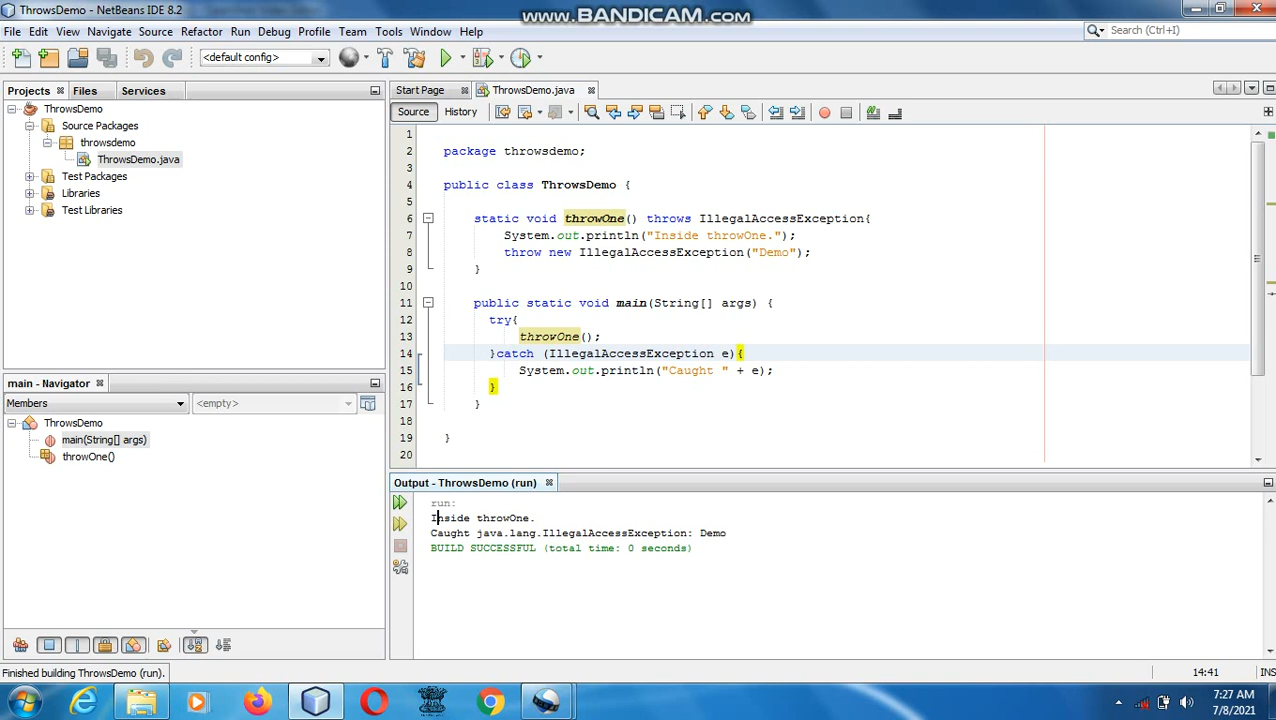 ThrowsDemo - NetBeans IDE 8.2
www.BANDICAM.com
File Edit View Navigate Source Refactor Run Debug Profile Team Tools Window Help
Search (Ctrl+I)
<default config>
Projects Files Services
Start Page ThrowsDemo.java
Source History
ThrowsDemo
Source Packages
throwsdemo
ThrowsDemo.java
Test Packages
Libraries
Test Libraries
1
2 package throwsdemo;
3
4 public class ThrowsDemo {
5
6 static void throwOne() throws IllegalAccessException{
7 System.out.println("Inside throwOne.");
8 throw new IllegalAccessException("Demo");
9 }
10
11 public static void main(String[] args) {
12 try{
13 throwOne();
14 }catch (IllegalAccessException e){
15 System.out.println("Caught " + e);
16 }
17 }
18
19 }
20
main - Navigator
Members <empty>
ThrowsDemo
main(String[] args)
throwOne()
Output - ThrowsDemo (run)
run:
Inside throwOne.
Caught java.lang.IllegalAccessException: Demo
BUILD SUCCESSFUL (total time: 0 seconds)
Finished building ThrowsDemo (run).
14:41 INS
7:27 AM
7/8/2021